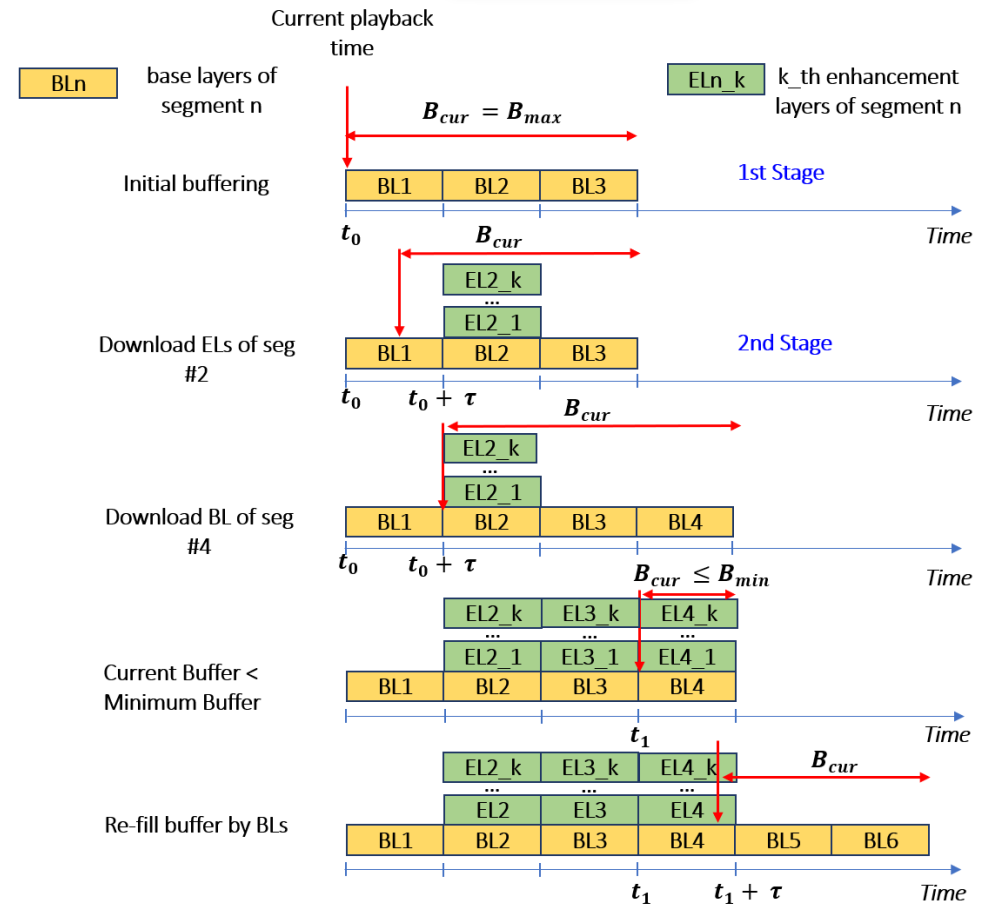 Current playback
time
BLn
base layers of
segment n
ELn_k
k_th enhancement
layers of segment n
B_cur = B_max
Initial buffering
BL1 BL2 BL3
1st Stage
t_0
Time
B_cur
EL2_k
...
EL2_1
Download ELs of seg
#2
BL1 BL2 BL3
2nd Stage
t_0 t_0 + τ
Time
B_cur
EL2_k
...
EL2_1
Download BL of seg
#4
BL1 BL2 BL3 BL4
t_0 t_0 + τ
Time
B_cur ≤ B_min
EL2_k EL3_k EL4_k
... ... ...
EL2_1 EL3_1 EL4_1
Current Buffer <
Minimum Buffer
BL1 BL2 BL3 BL4
t_1
Time
EL2_k EL3_k EL4_k
B_cur
... ... ...
EL2 EL3 EL4
Re-fill buffer by BLs
BL1 BL2 BL3 BL4 BL5 BL6
t_1 t_1 + τ
Time